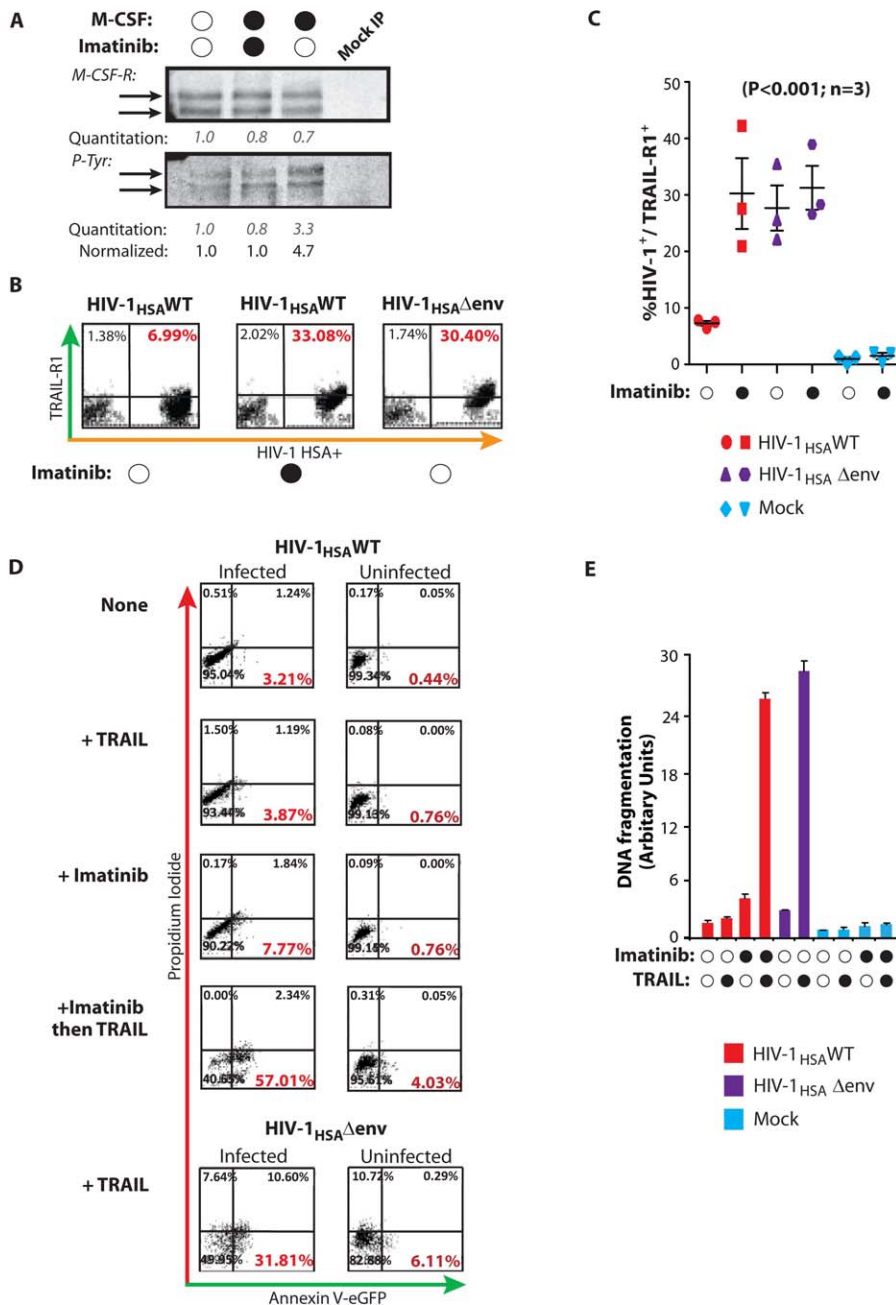 A
M-CSF:
Imatinib:
Mock IP
M-CSF-R:
Quantitation: 1.0 0.8 0.7
P-Tyr:
Quantitation: 1.0 0.8 3.3
Normalized: 1.0 1.0 4.7
B
HIV-1HSAWT HIV-1HSAWT HIV-1HSAΔenv
1.38% 6.99% 2.02% 33.08% 1.74% 30.40%
TRAIL-R1
HIV-1 HSA+
Imatinib:
C
(P<0.001; n=3)
%HIV-1+/ TRAIL-R1+
50
40
30
20
10
0
Imatinib:
HIV-1HSAWT
HIV-1HSA Δenv
Mock
D
HIV-1HSAWT
Infected Uninfected
None
0.51% 1.24% 0.17% 0.05%
95.04% 3.21% 99.34% 0.44%
+ TRAIL
1.50% 1.19% 0.08% 0.00%
93.44% 3.87% 99.13% 0.76%
+ Imatinib
0.17% 1.84% 0.09% 0.00%
90.22% 7.77% 99.15% 0.76%
+Imatinib
then TRAIL
0.00% 2.34% 0.31% 0.05%
40.65% 57.01% 95.61% 4.03%
HIV-1HSAΔenv
Infected Uninfected
+ TRAIL
7.64% 10.60% 10.72% 0.29%
49.95% 31.81% 82.88% 6.11%
Propidium Iodide
Annexin V-eGFP
E
DNA fragmentation
(Arbitary Units)
30
24
18
12
6
0
Imatinib:
TRAIL:
HIV-1HSAWT
HIV-1HSA Δenv
Mock